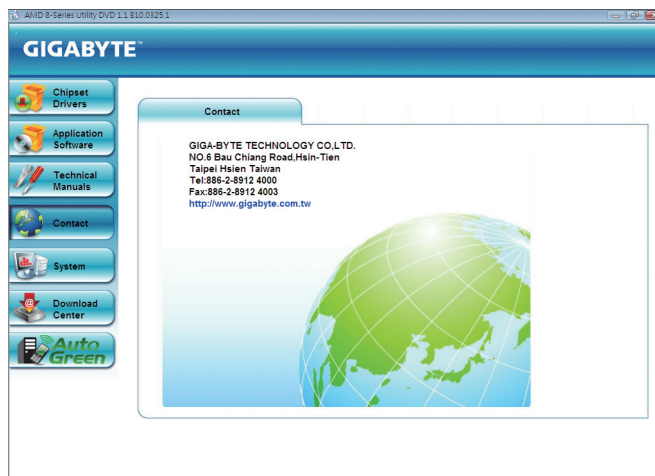 AMD 8-Series Utility DVD 1.1 B10.0325.1
GIGABYTE™
Chipset
Drivers
Application
Software
Technical
Manuals
Contact
System
Download
Center
Auto
Green
Contact
GIGA-BYTE TECHNOLOGY CO,LTD.
NO.6 Bau Chiang Road,Hsin-Tien
Taipei Hsien Taiwan
Tel:886-2-8912 4000
Fax:886-2-8912 4003
http://www.gigabyte.com.tw